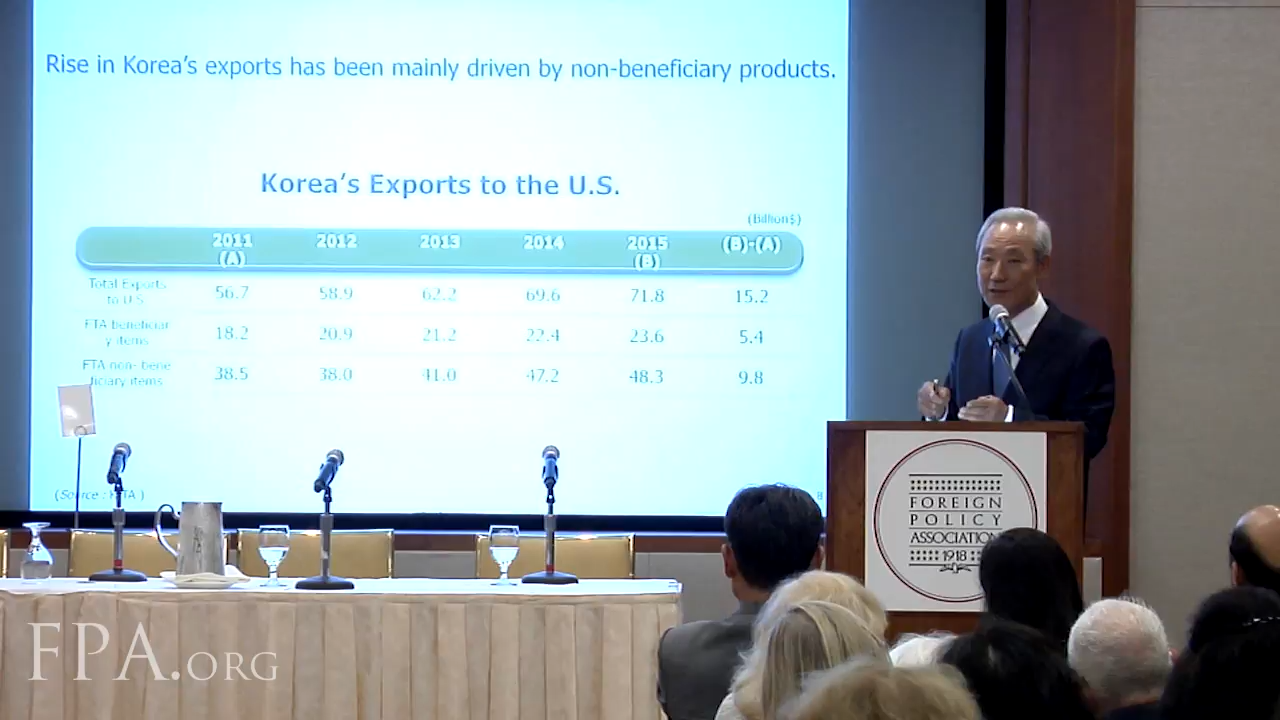 Rise in Korea's exports has been mainly driven by non-beneficiary products.
Korea's Exports to the U.S.
(Billion$)
2011 2012 2013 2014 2015 (B)-(A)
(A) (B)
Total Exports
to U.S. 56.7 58.9 62.2 69.6 71.8 15.2
FTA beneficiar
y items 18.2 20.9 21.2 22.4 23.6 5.4
FTA non- bene
ficiary items 38.5 38.0 41.0 47.2 48.3 9.8
(Source : 
8
FOREIGN
POLICY
ASSOCIATION
1918
FPA.ORG